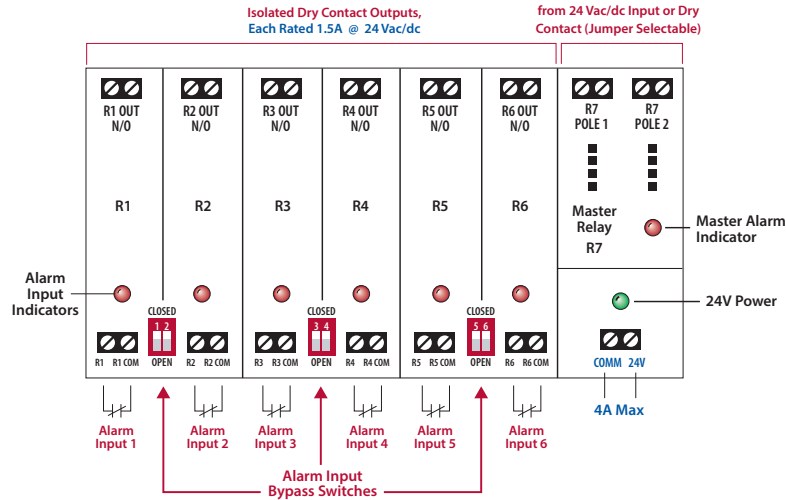 Isolated Dry Contact Outputs,
Each Rated 1.5A @ 24 Vac/dc
from 24 Vac/dc Input or Dry
Contact (Jumper Selectable)
R1 OUT
N/O
R2 OUT
N/O
R3 OUT
N/O
R4 OUT
N/O
R5 OUT
N/O
R6 OUT
N/O
R7
POLE 1
R7
POLE 2
R1
R2
R3
R4
R5
R6
Master
Relay
R7
Master Alarm
Indicator
Alarm
Input
Indicators
24V Power
CLOSED
1 2
OPEN
CLOSED
3 4
OPEN
CLOSED
5 6
OPEN
R1 R1 COM
R2 R2 COM
R3 R3 COM
R4 R4 COM
R5 R5 COM
R6 R6 COM
COMM 24V
4A Max
Alarm
Input 1
Alarm
Input 2
Alarm
Input 3
Alarm
Input 4
Alarm
Input 5
Alarm
Input 6
Alarm Input
Bypass Switches